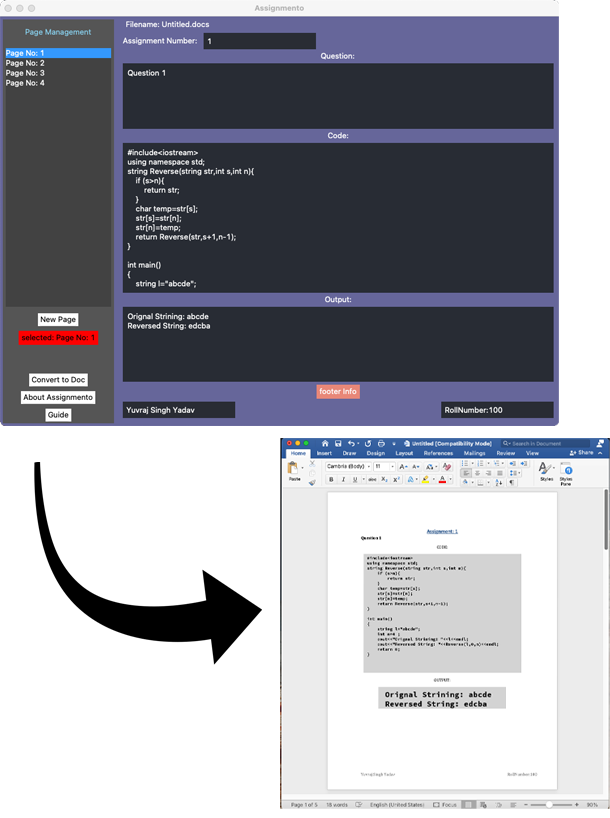 Assignmento
Page Management
Filename: Untitled.docs
Assignment Number: 1
Page No: 1
Page No: 2
Page No: 3
Page No: 4
Question:
Question 1
Code:
#include<iostream>
using namespace std;
string Reverse(string str,int s,int n){
if (s>n){
return str;
}
char temp=str[s];
str[s]=str[n];
str[n]=temp;
return Reverse(str,s+1,n-1);
}
int main()
{
string l="abcde";
Output:
Orignal Strining: abcde
Reversed String: edcba
New Page
selected: Page No: 1
Convert to Doc
About Assignmento
Guide
footer Info
Yuvraj Singh Yadav
RollNumber:100
Untitled [Compatibility Mode]
Search in Document
Home Insert Draw Design Layout References Mailings Review View Share
Paste
Cambria (Body) 11
Styles
Styles Pane
Assignment: 1
Question 1
CODE
#include<iostream>
using namespace std;
string Reverse(string str,int s,int n){
if (s>n){
return str;
}
char temp=str[s];
str[s]=str[n];
str[n]=temp;
return Reverse(str,s+1,n-1);
}
int main()
{
string l="abcde";
cout<<"Orignal Strining: "<<l<<endl;
cout<<"Reversed String: "<<Reverse(l,0,4)<<endl;
return 0;
}
OUTPUT
Orignal Strining: abcde
Reversed String: edcba
Yuvraj Singh Yadav
RollNumber:100
Page 1 of 5 18 words English (United States) Focus 90%